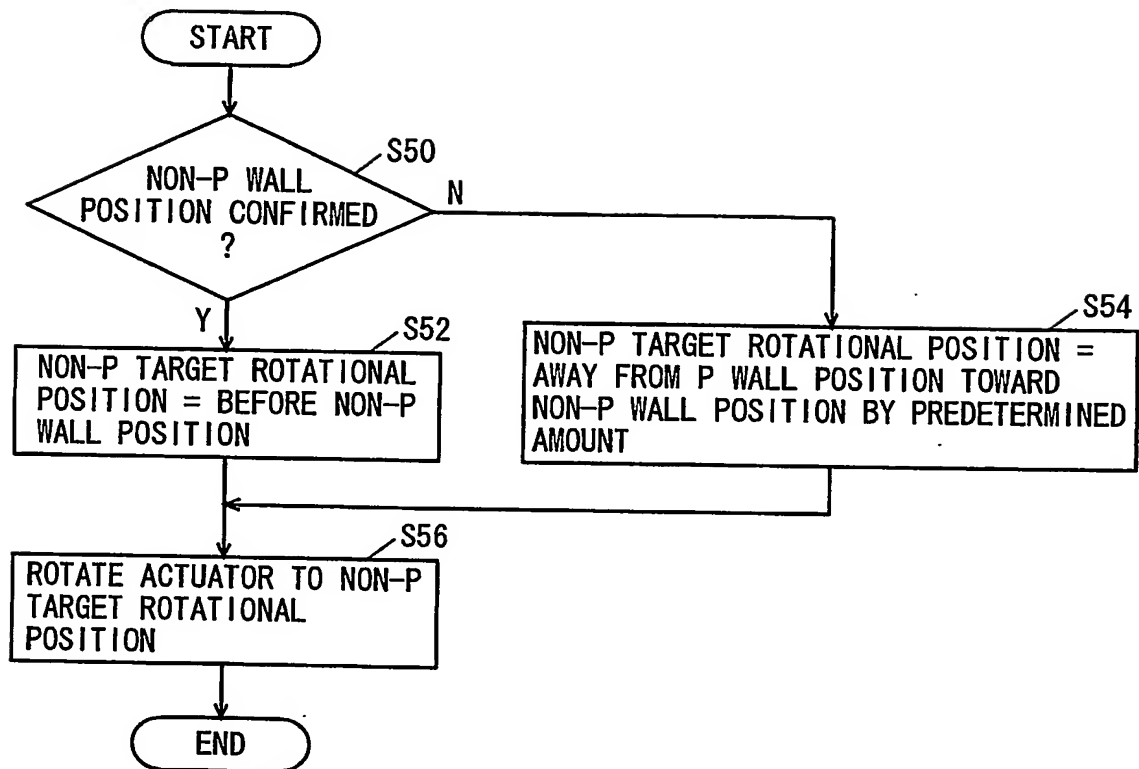 START
S50
NON-P WALL
POSITION CONFIRMED
?
N
Y
S52
NON-P TARGET ROTATIONAL
POSITION = BEFORE NON-P
WALL POSITION
S54
NON-P TARGET ROTATIONAL POSITION =
AWAY FROM P WALL POSITION TOWARD
NON-P WALL POSITION BY PREDETERMINED
AMOUNT
S56
ROTATE ACTUATOR TO NON-P
TARGET ROTATIONAL
POSITION
END